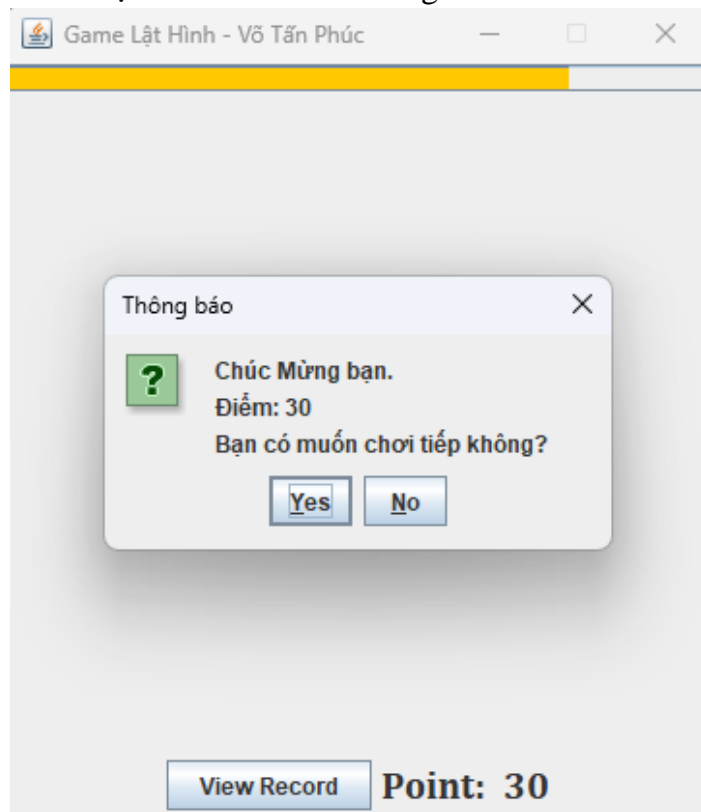 Game Lật Hình - Võ Tấn Phúc
Thông báo
Chúc Mừng bạn.
Điểm: 30
Bạn có muốn chơi tiếp không?
Yes No
View Record Point: 30